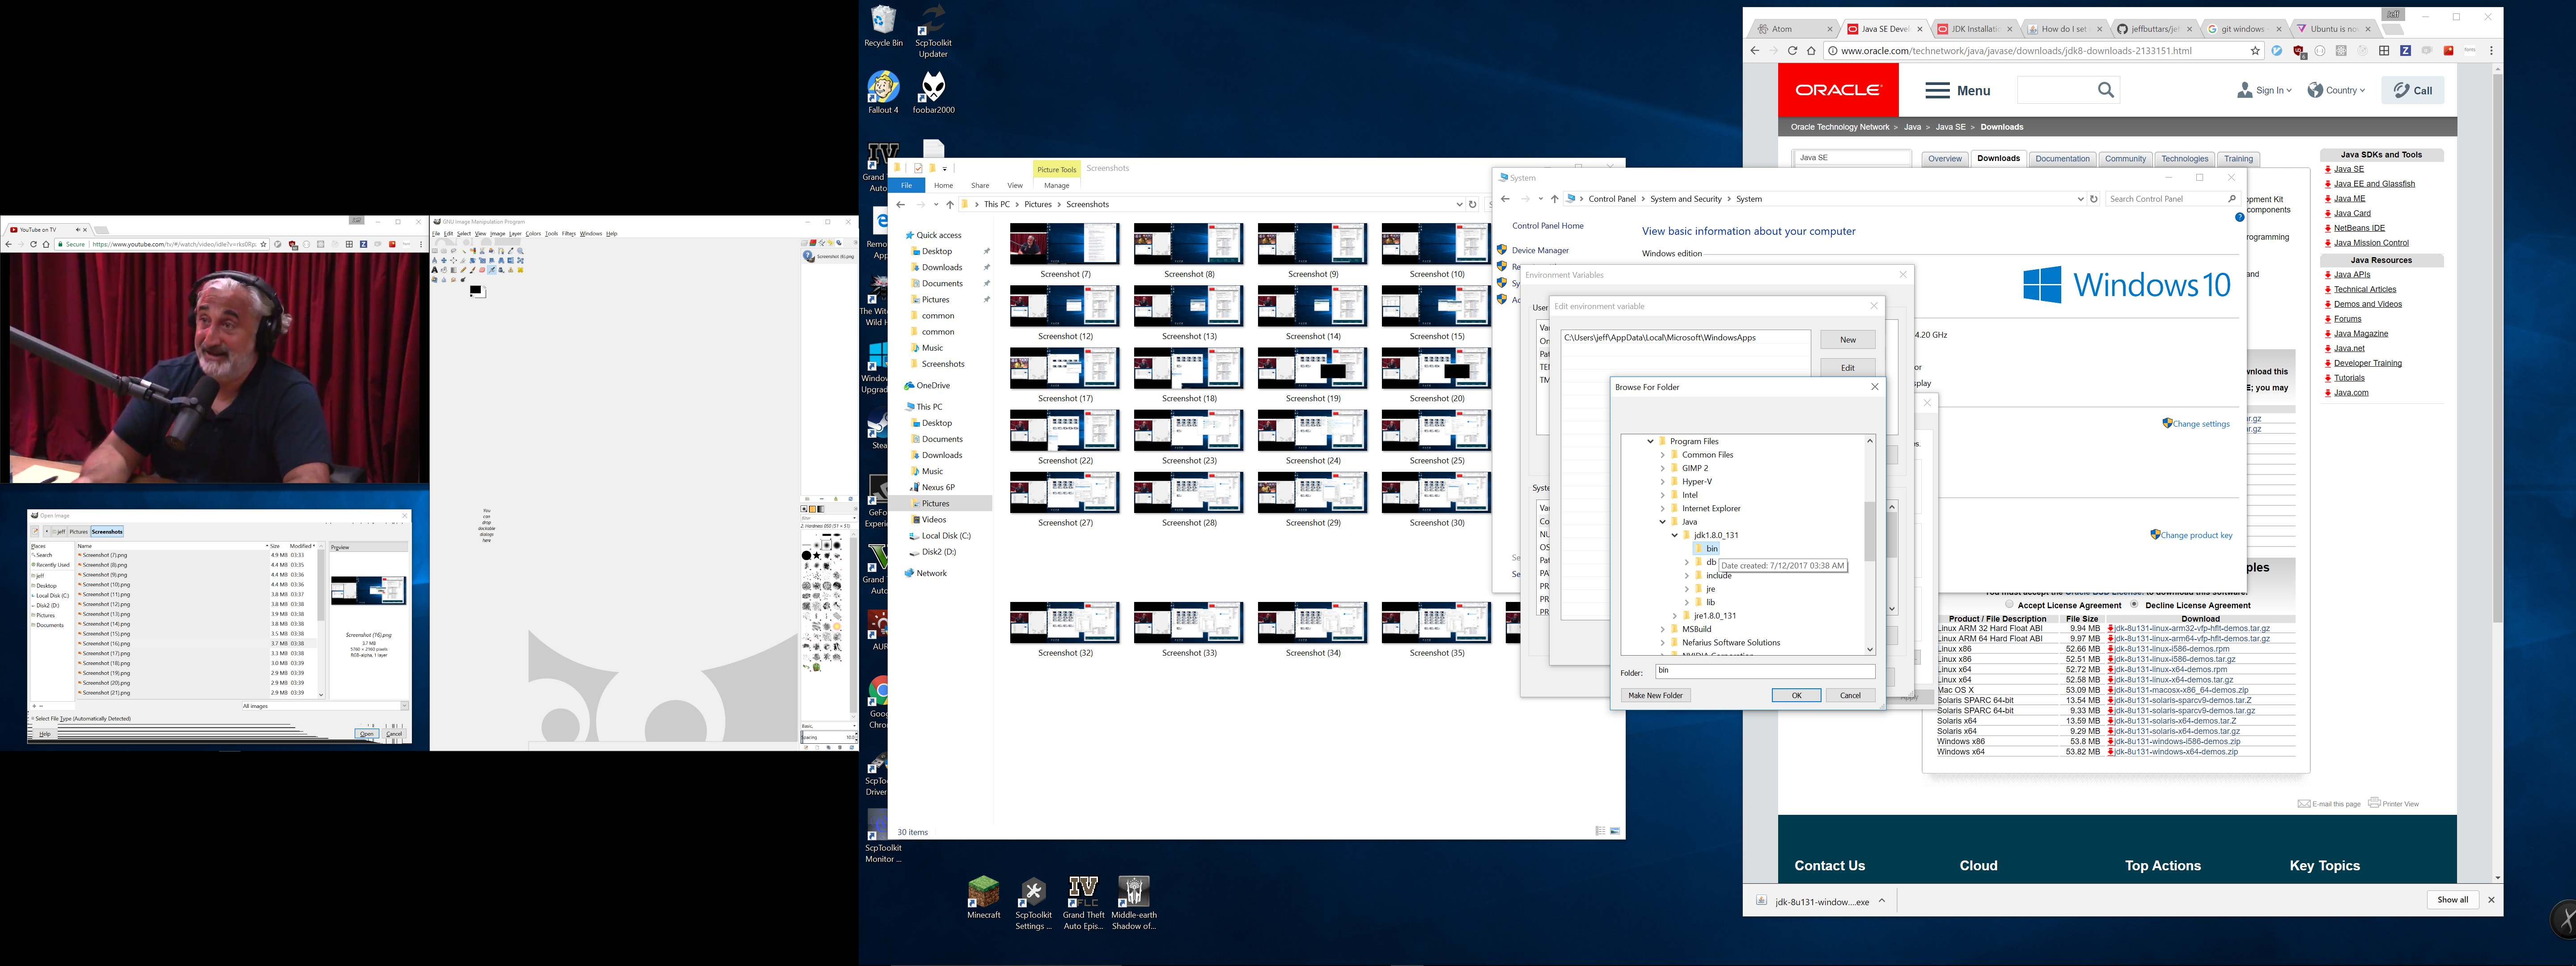 YouTube on TV
Secure
https://www.youtube.com/tv/#/watch/video/idle?v=rks0Rp
GNU Image Manipulation Program
File Edit Select View Image Layer Colors Tools Filters Windows Help
Screenshot (6).png
You
can
drop
dockable
dialogs
here
Open Image
jeff Pictures Screenshots
Places
Search
Recently Used
jeff
Desktop
Local Disk (C:)
Disk2 (D:)
Pictures
Documents
Name Size Modified
Screenshot (7).png 4.9 MB 03:33
Screenshot (8).png 4.4 MB 03:35
Screenshot (9).png 4.4 MB 03:36
Screenshot (10).png 4.4 MB 03:36
Screenshot (11).png 3.8 MB 03:37
Screenshot (12).png 3.8 MB 03:38
Screenshot (13).png 3.9 MB 03:38
Screenshot (14).png 3.8 MB 03:38
Screenshot (15).png 3.5 MB 03:38
Screenshot (16).png 3.7 MB 03:38
Screenshot (17).png 3.3 MB 03:38
Screenshot (18).png 3.0 MB 03:39
Screenshot (19).png 2.9 MB 03:39
Screenshot (20).png 2.9 MB 03:39
Screenshot (21).png 2.9 MB 03:39
Preview
Screenshot (16).png
3.7 MB
5760 × 2160 pixels
RGB-alpha, 1 layer
All images
Select File Type (Automatically Detected)
Help Open Cancel
2. Hardness 050 (51 × 51)
Basic,
Spacing 10.0
Recycle Bin
ScpToolkit
Updater
Fallout 4
foobar2000
Minecraft
ScpToolkit
Settings ...
Grand Theft
Auto Epis...
Middle-earth
Shadow of...
ScpToolkit
Monitor ...
Picture Tools
Screenshots
File Home Share View Manage
This PC > Pictures > Screenshots
Quick access
Desktop
Downloads
Documents
Pictures
common
common
Music
Screenshots
OneDrive
This PC
Desktop
Documents
Downloads
Music
Nexus 6P
Pictures
Videos
Local Disk (C:)
Disk2 (D:)
Network
Screenshot (7) Screenshot (8) Screenshot (9) Screenshot (10)
Screenshot (12) Screenshot (13) Screenshot (14) Screenshot (15)
Screenshot (17) Screenshot (18) Screenshot (19) Screenshot (20)
Screenshot (22) Screenshot (23) Screenshot (24) Screenshot (25)
Screenshot (27) Screenshot (28) Screenshot (29) Screenshot (30)
Screenshot (32) Screenshot (33) Screenshot (34) Screenshot (35)
30 items
System
Control Panel > System and Security > System
Search Control Panel
Control Panel Home
Device Manager
View basic information about your computer
Windows edition
Windows 10
4.20 GHz
Change settings
Change product key
Environment Variables
User
Edit environment variable
C:\Users\jeff\AppData\Local\Microsoft\WindowsApps
New
Edit
Browse For Folder
Program Files
Common Files
GIMP 2
Hyper-V
Intel
Internet Explorer
Java
jdk1.8.0_131
bin
db
Date created: 7/12/2017 03:38 AM
include
jre
lib
jre1.8.0_131
MSBuild
Nefarius Software Solutions
NVIDIA Corporation
Folder: bin
Make New Folder OK Cancel
Apply
Jeff
Atom
Java SE Devel
JDK Installatio
How do I set
jeffbuttars/jef
git windows
Ubuntu is no
www.oracle.com/technetwork/java/javase/downloads/jdk8-downloads-2133151.html
ORACLE
Menu
Sign In
Country
Call
Oracle Technology Network > Java > Java SE > Downloads
Java SE
Overview Downloads Documentation Community Technologies Training
Java SDKs and Tools
Java SE
Java EE and Glassfish
Java ME
Java Card
NetBeans IDE
Java Mission Control
Java Resources
Java APIs
Technical Articles
Demos and Videos
Forums
Java Magazine
Java.net
Developer Training
Tutorials
Java.com
Accept License Agreement Decline License Agreement
Product / File Description File Size Download
Linux ARM 32 Hard Float ABI 9.94 MB jdk-8u131-linux-arm32-vfp-hflt-demos.tar.gz
Linux ARM 64 Hard Float ABI 9.97 MB jdk-8u131-linux-arm64-vfp-hflt-demos.tar.gz
Linux x86 52.66 MB jdk-8u131-linux-i586-demos.rpm
Linux x86 52.51 MB jdk-8u131-linux-i586-demos.tar.gz
Linux x64 52.72 MB jdk-8u131-linux-x64-demos.rpm
Linux x64 52.58 MB jdk-8u131-linux-x64-demos.tar.gz
Mac OS X 53.09 MB jdk-8u131-macosx-x86_64-demos.zip
Solaris SPARC 64-bit 13.54 MB jdk-8u131-solaris-sparcv9-demos.tar.Z
Solaris SPARC 64-bit 9.33 MB jdk-8u131-solaris-sparcv9-demos.tar.gz
Solaris x64 13.59 MB jdk-8u131-solaris-x64-demos.tar.Z
Solaris x64 9.29 MB jdk-8u131-solaris-x64-demos.tar.gz
Windows x86 53.8 MB jdk-8u131-windows-i586-demos.zip
Windows x64 53.82 MB jdk-8u131-windows-x64-demos.zip
E-mail this page Printer View
Contact Us Cloud Top Actions Key Topics
jdk-8u131-window....exe
Show all